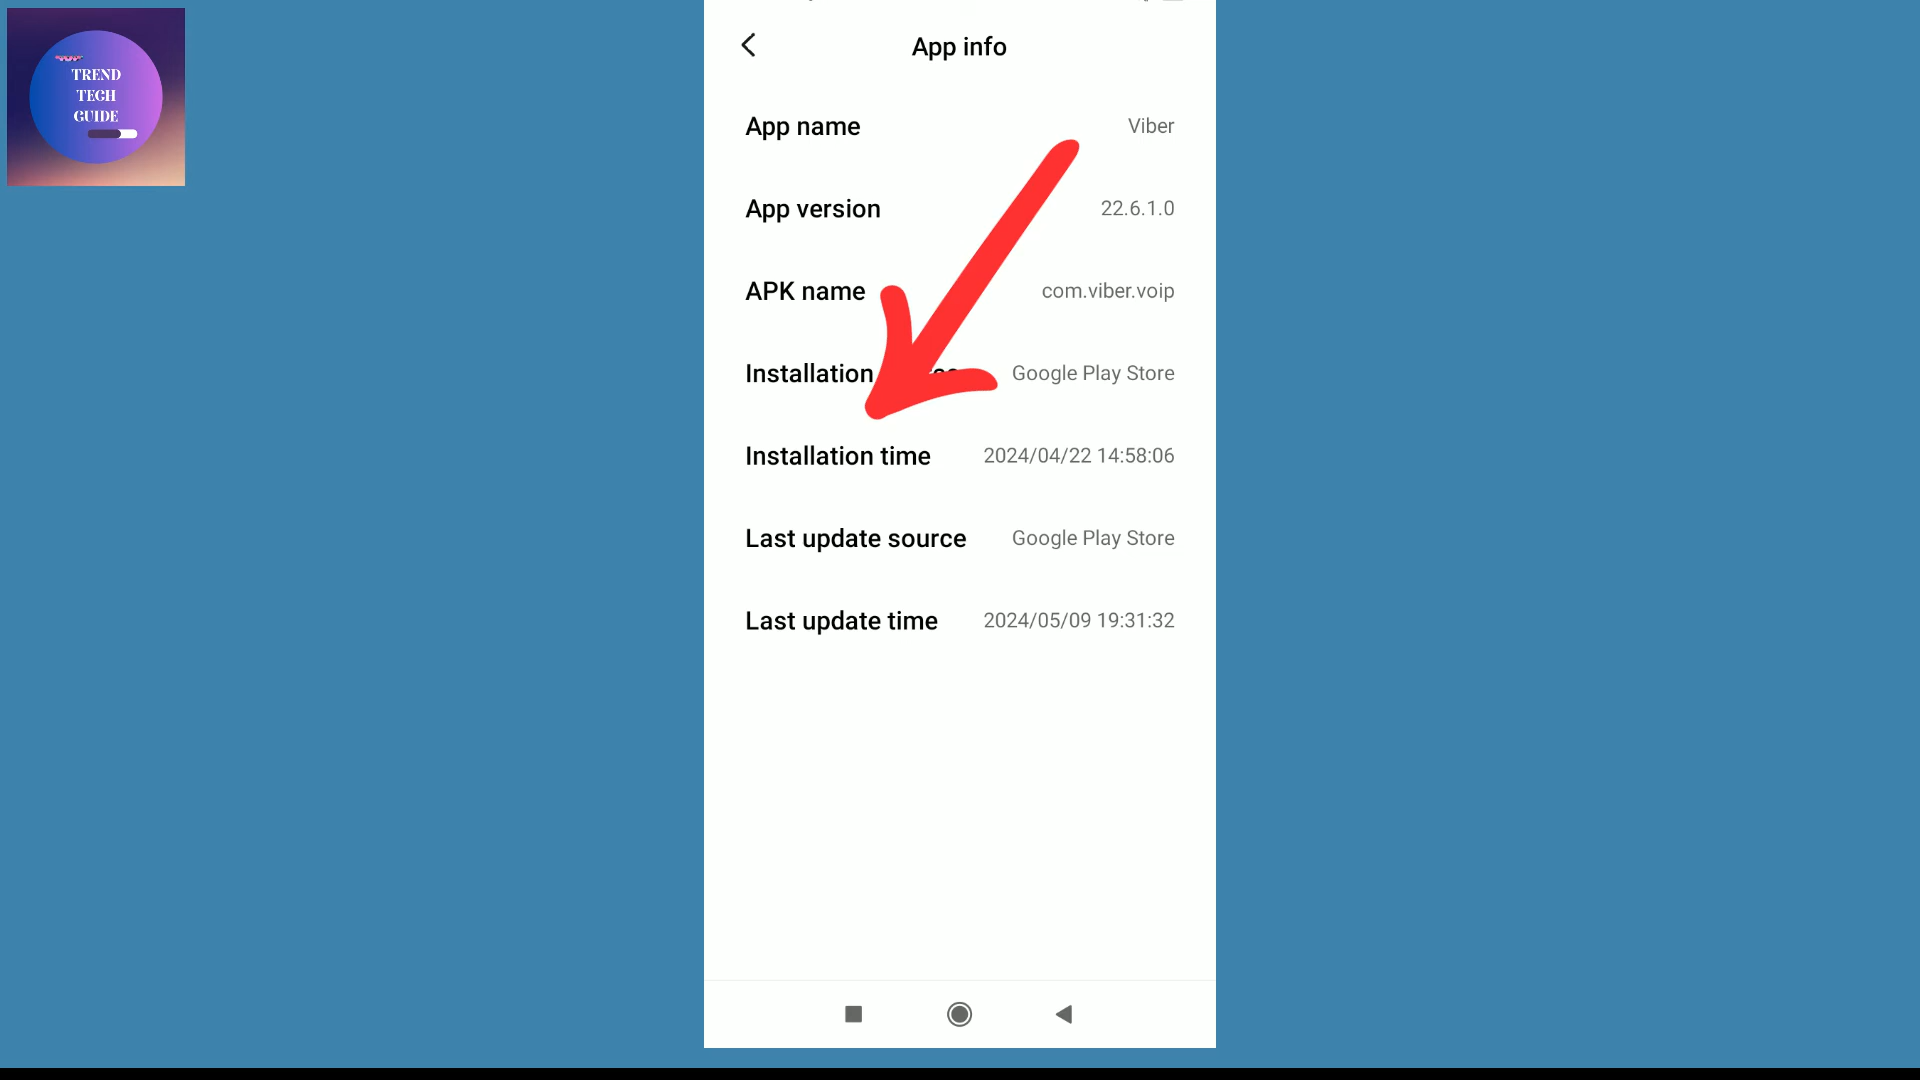 TREND
TECH
GUIDE
App info
App name Viber
App version 22.6.1.0
APK name com.viber.voip
Installation Google Play Store
Installation time 2024/04/22 14:58:06
Last update source Google Play Store
Last update time 2024/05/09 19:31:32